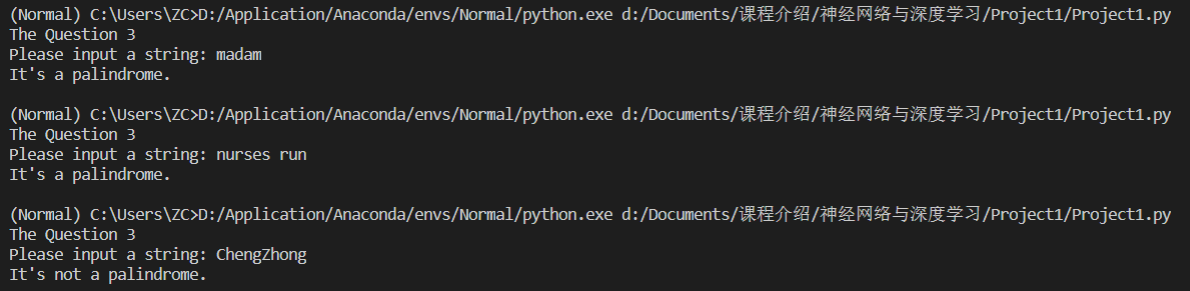 (Normal) C:\Users\ZC>D:/Application/Anaconda/envs/Normal/python.exe d:/Documents/课程介绍/神经网络与深度学习/Project1/Project1.py
The Question 3
Please input a string: madam
It's a palindrome.
(Normal) C:\Users\ZC>D:/Application/Anaconda/envs/Normal/python.exe d:/Documents/课程介绍/神经网络与深度学习/Project1/Project1.py
The Question 3
Please input a string: nurses run
It's a palindrome.
(Normal) C:\Users\ZC>D:/Application/Anaconda/envs/Normal/python.exe d:/Documents/课程介绍/神经网络与深度学习/Project1/Project1.py
The Question 3
Please input a string: ChengZhong
It's not a palindrome.